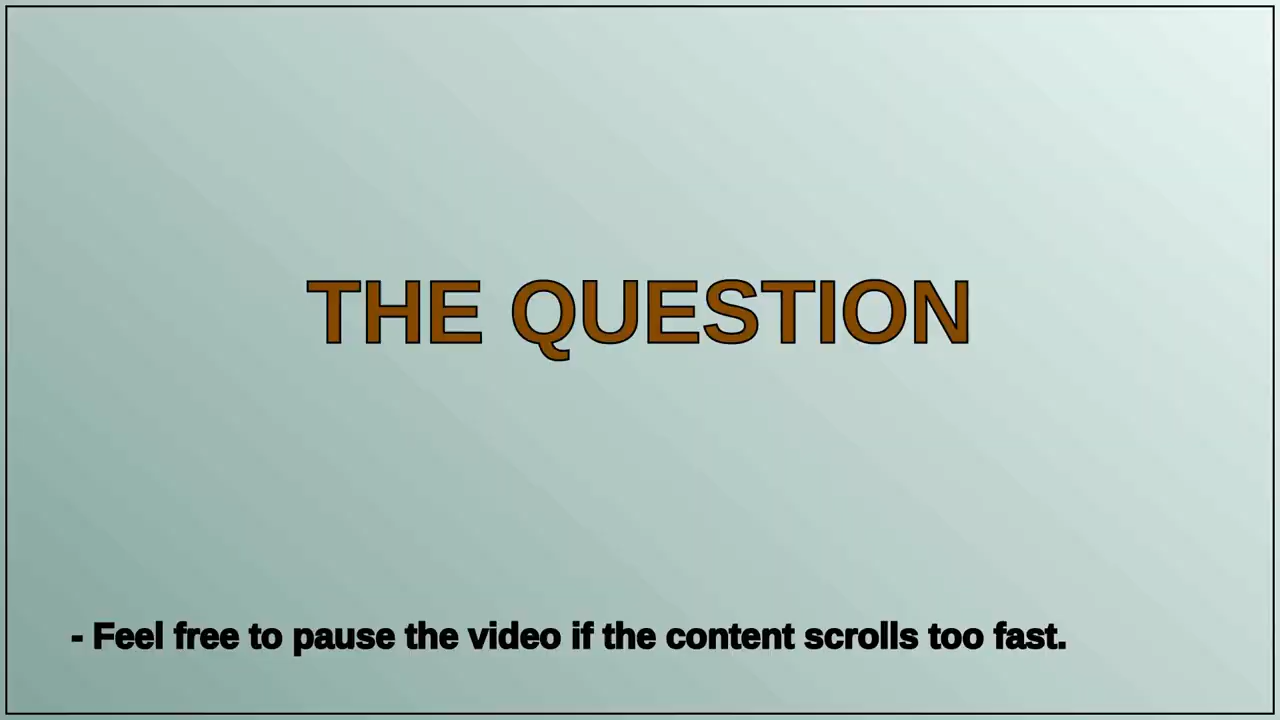 THE QUESTION
- Feel free to pause the video if the content scrolls too fast.